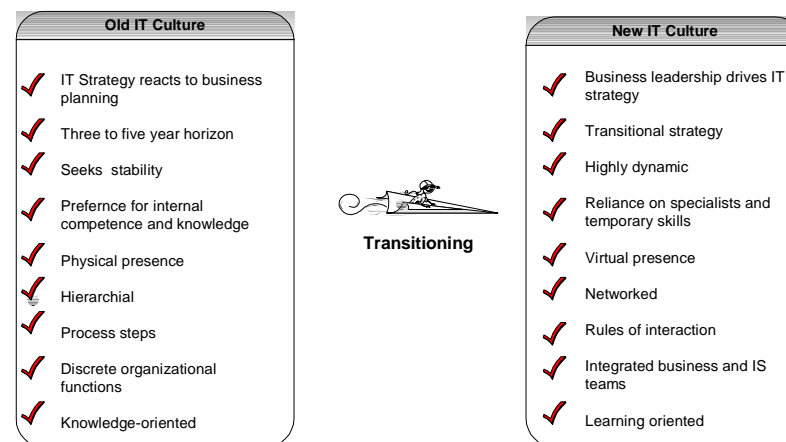 Old IT Culture
IT Strategy reacts to business
planning
Three to five year horizon
Seeks stability
Prefernce for internal
competence and knowledge
Physical presence
Hierarchial
Process steps
Discrete organizational
functions
Knowledge-oriented
Transitioning
New IT Culture
Business leadership drives IT
strategy
Transitional strategy
Highly dynamic
Reliance on specialists and
temporary skills
Virtual presence
Networked
Rules of interaction
Integrated business and IS
teams
Learning oriented